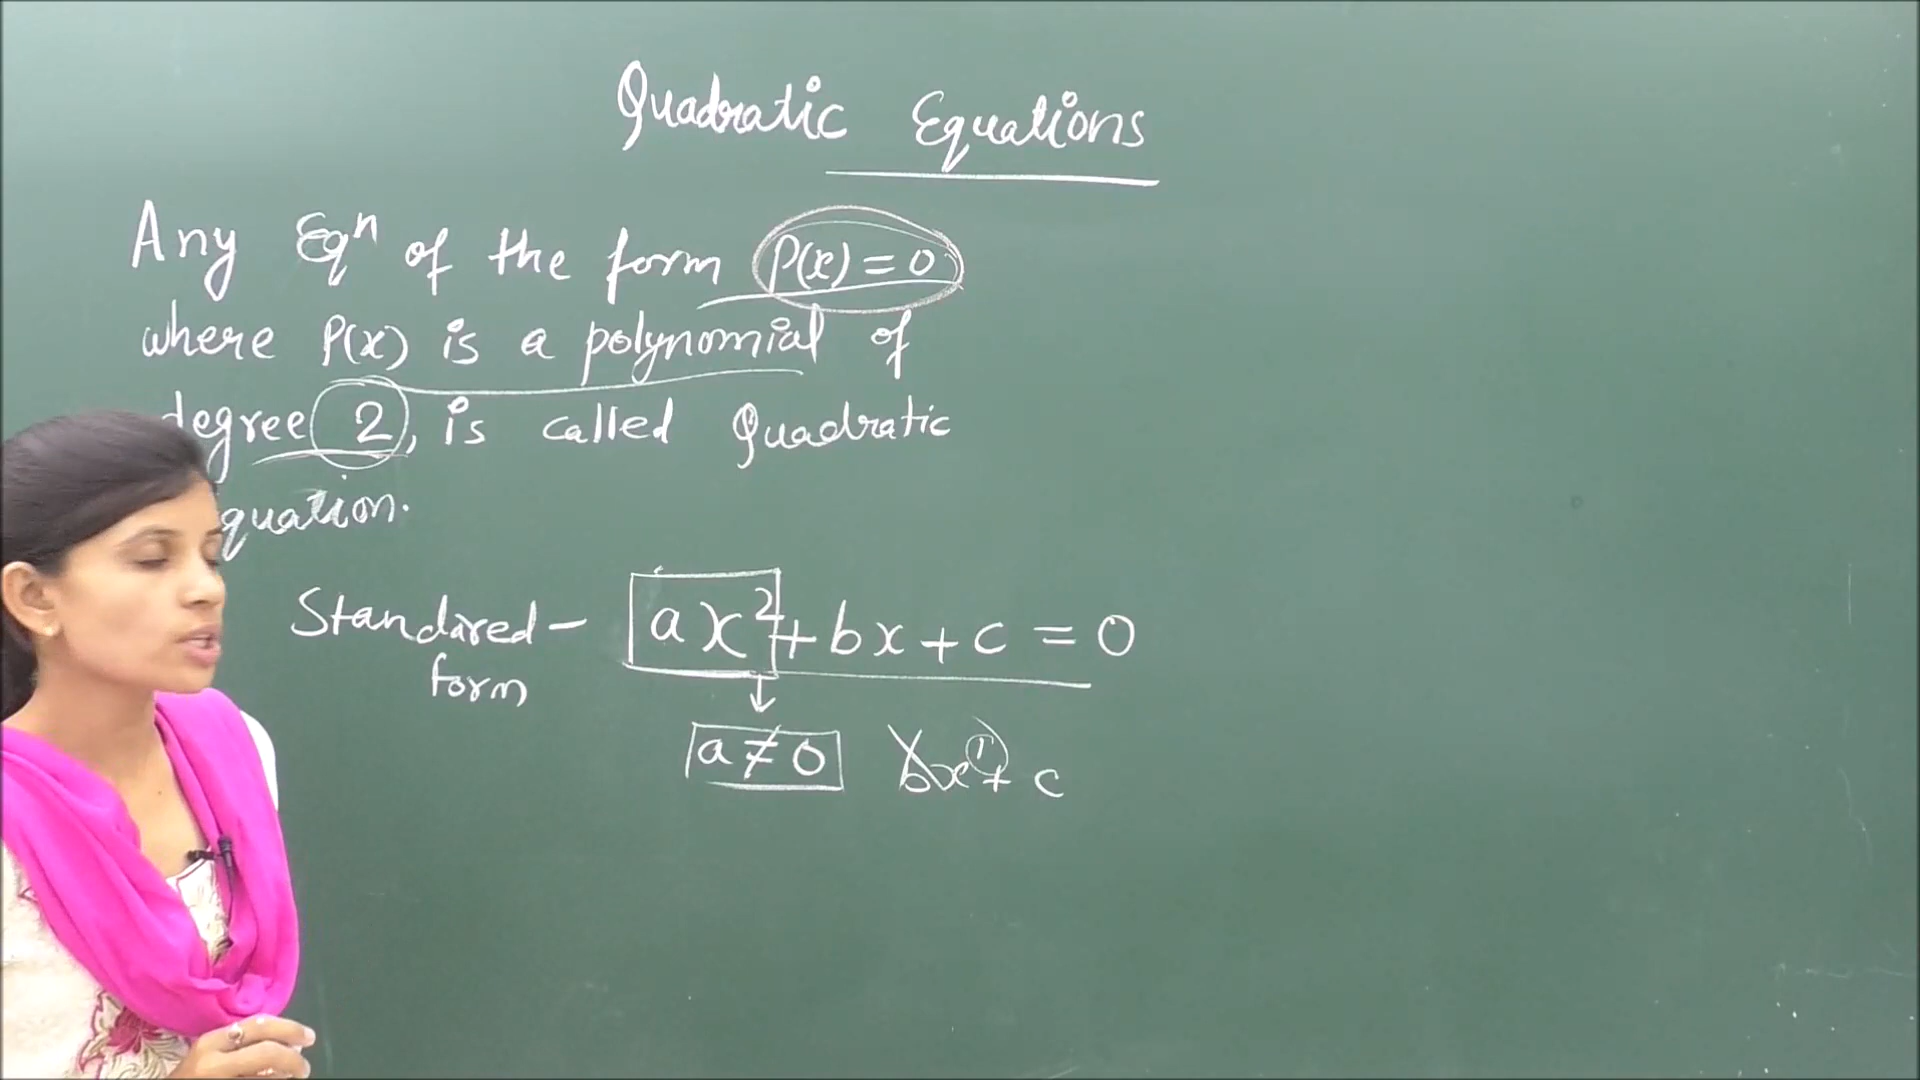 Quadratic Equations
Any Eqⁿ of the form P(x) = 0
where P(x) is a polynomial of
degree 2, is called Quadratic
quation.
Standared – ax² + bx + c = 0
form
a ≠ 0 bx¹ + c